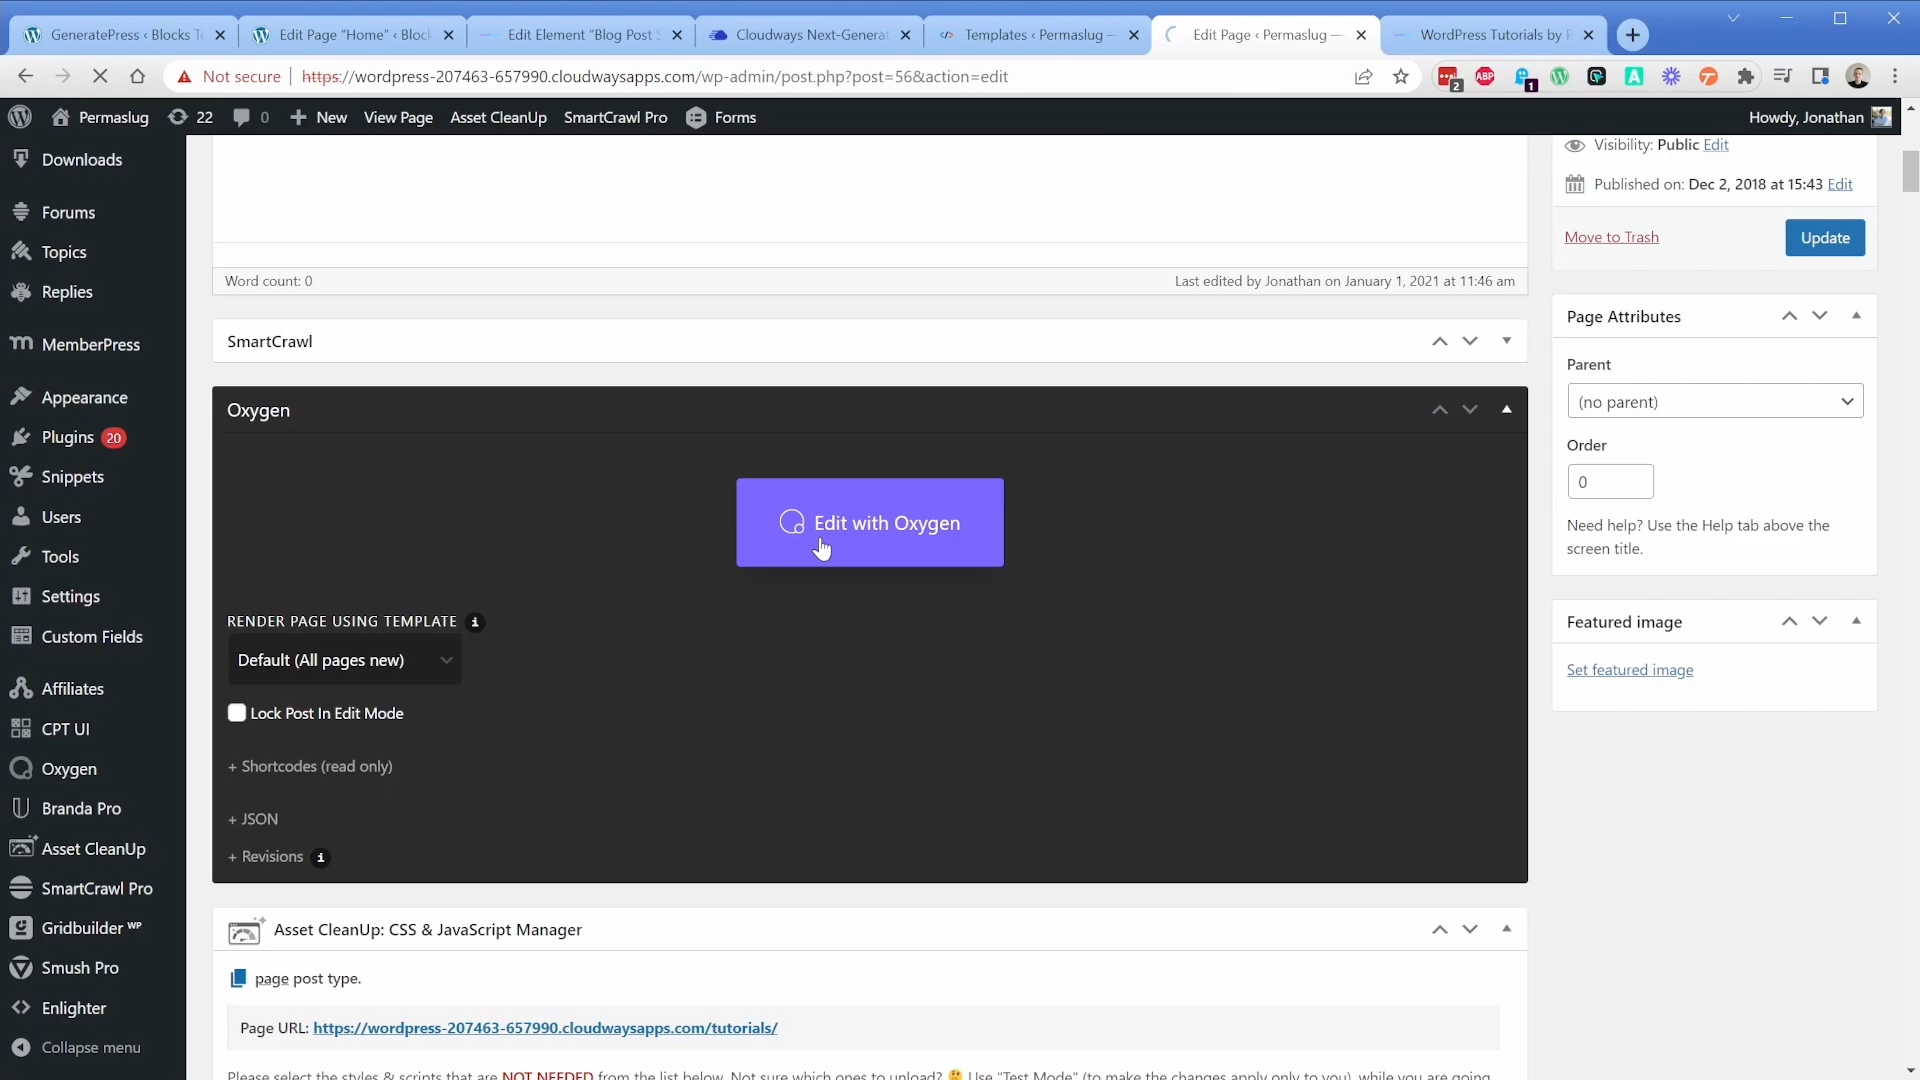 GeneratePress ‹ Blocks T
Edit Page "Home" ‹ Block
Edit Element "Blog Post S
Cloudways Next-Generat
Templates ‹ Permaslug —
Edit Page ‹ Permaslug —
WordPress Tutorials by P
Not secure
https://wordpress-207463-657990.cloudwaysapps.com/wp-admin/post.php?post=56&action=edit
2
ABP
1
Permaslug
22
0
New
View Page
Asset CleanUp
SmartCrawl Pro
Forms
Howdy, Jonathan
Downloads
Forums
Topics
Replies
MemberPress
Appearance
Plugins 20
Snippets
Users
Tools
Settings
Custom Fields
Affiliates
CPT UI
Oxygen
Branda Pro
Asset CleanUp
SmartCrawl Pro
Gridbuilder WP
Smush Pro
Enlighter
Collapse menu
Word count: 0
Last edited by Jonathan on January 1, 2021 at 11:46 am
SmartCrawl
Oxygen
Edit with Oxygen
RENDER PAGE USING TEMPLATE i
Default (All pages new)
Lock Post In Edit Mode
+ Shortcodes (read only)
+ JSON
+ Revisions i
Asset CleanUp: CSS & JavaScript Manager
page post type.
Page URL: https://wordpress-207463-657990.cloudwaysapps.com/tutorials/
Please select the styles & scripts that are NOT NEEDED from the list below. Not sure which ones to unload? 🤔 Use "Test Mode" (to make the changes apply only to you), while you are going
Visibility: Public Edit
Published on: Dec 2, 2018 at 15:43 Edit
Move to Trash
Update
Page Attributes
Parent
(no parent)
Order
0
Need help? Use the Help tab above the
screen title.
Featured image
Set featured image